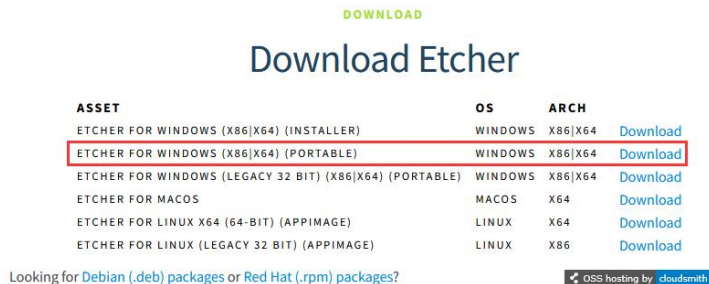 DOWNLOAD
Download Etcher
ASSET OS ARCH
ETCHER FOR WINDOWS (X86|X64) (INSTALLER) WINDOWS X86|X64 Download
ETCHER FOR WINDOWS (X86|X64) (PORTABLE) WINDOWS X86|X64 Download
ETCHER FOR WINDOWS (LEGACY 32 BIT) (X86|X64) (PORTABLE) WINDOWS X86|X64 Download
ETCHER FOR MACOS MACOS X64 Download
ETCHER FOR LINUX X64 (64-BIT) (APPIMAGE) LINUX X64 Download
ETCHER FOR LINUX (LEGACY 32 BIT) (APPIMAGE) LINUX X86 Download
Looking for Debian (.deb) packages or Red Hat (.rpm) packages? OSS hosting by cloudsmith